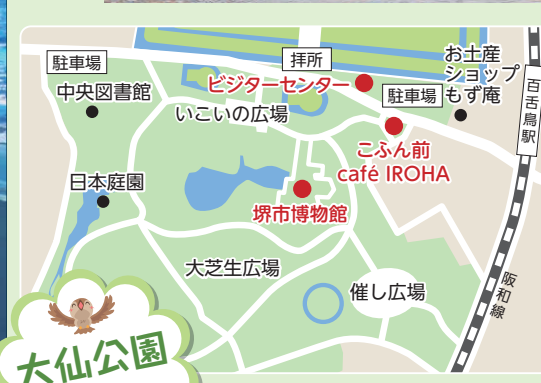 駐車場
拝所
お土産
ショップ
もず庵
ビジターセンター
中央図書館
駐車場
百舌鳥駅
いこいの広場
こふん前
café IROHA
日本庭園
堺市博物館
大芝生広場
催し広場
阪和線
大仙公園